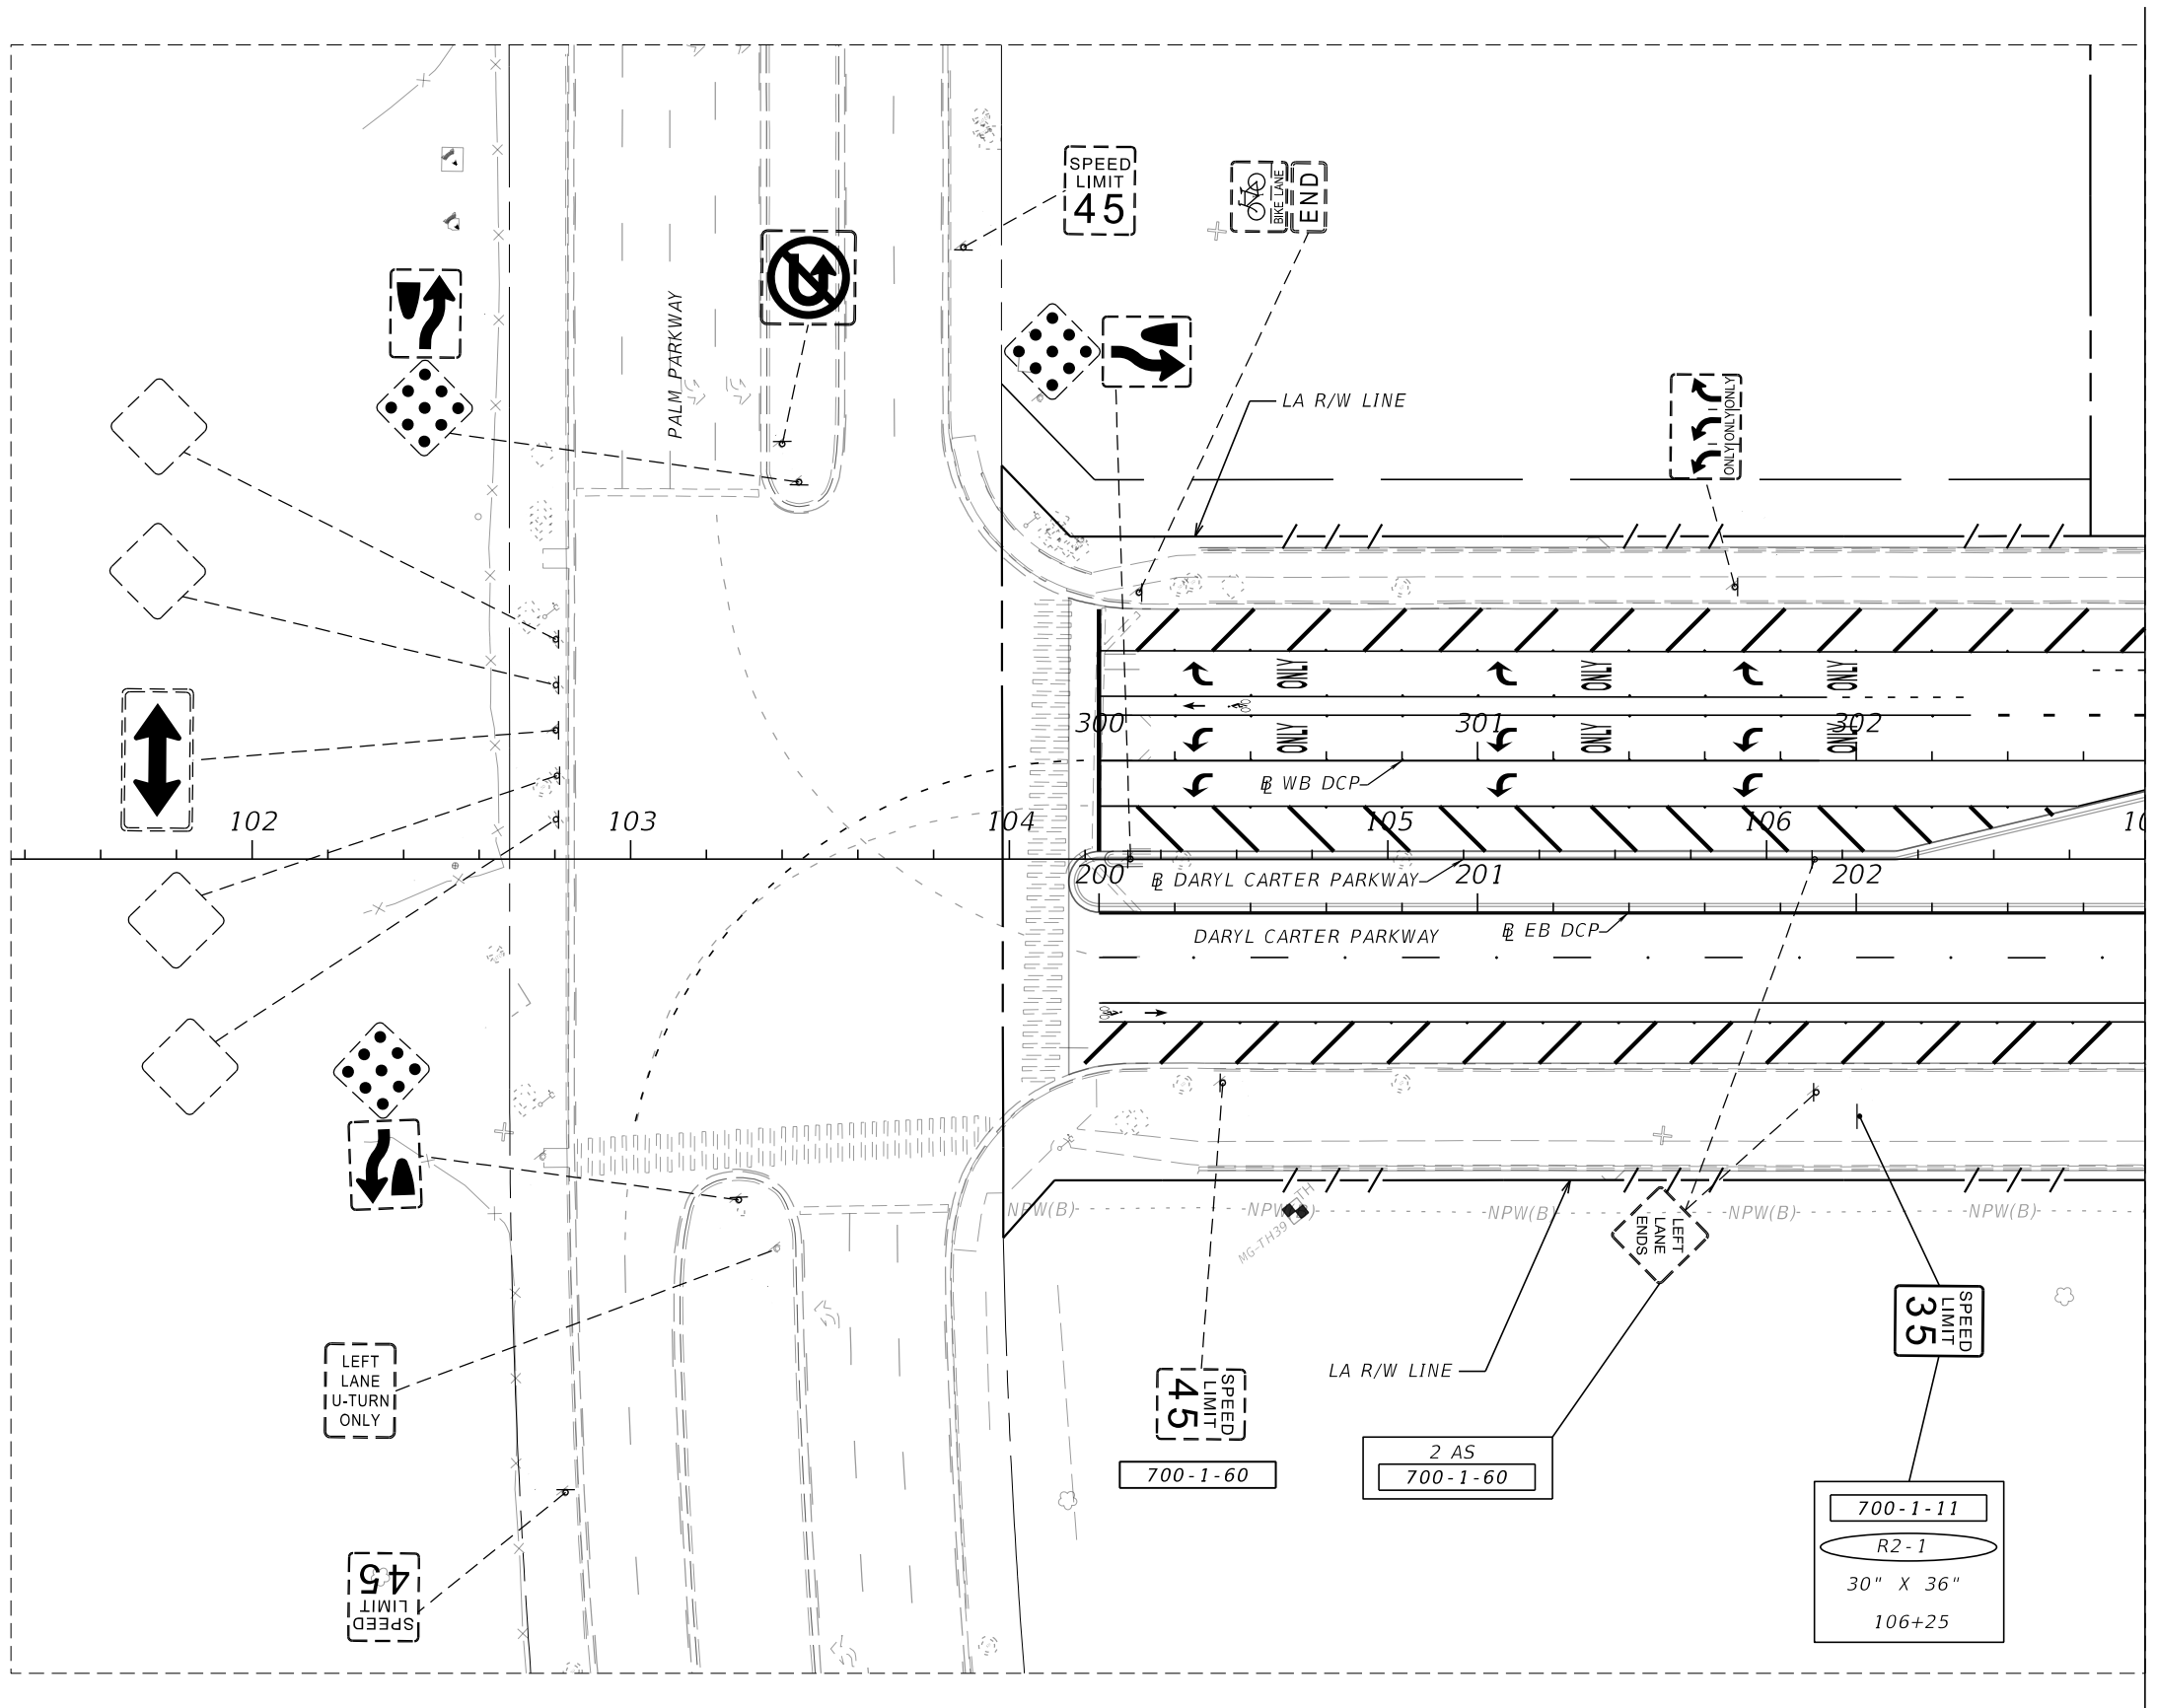 SPEED
LIMIT
45
BIKE LANE
END
PALM PARKWAY
LA R/W LINE
ONLY|ONLY|ONLY
ONLY
ONLY
ONLY
300
301
302
ONLY
ONLY
ONLY
℄ WB DCP
102
103
104
105
106
10
200
201
202
℄ DARYL CARTER PARKWAY
DARYL CARTER PARKWAY
℄ EB DCP
NPW(B)
NPW(B)
NPW(B)
NPW(B)
NPW(B)
MG-TH39
TH
LEFT
LANE
ENDS
SPEED
LIMIT
35
LEFT
LANE
U-TURN
ONLY
LA R/W LINE
SPEED
LIMIT
45
700-1-60
2 AS
700-1-60
700-1-11
R2-1
30" X 36"
106+25
SPEED
LIMIT
45